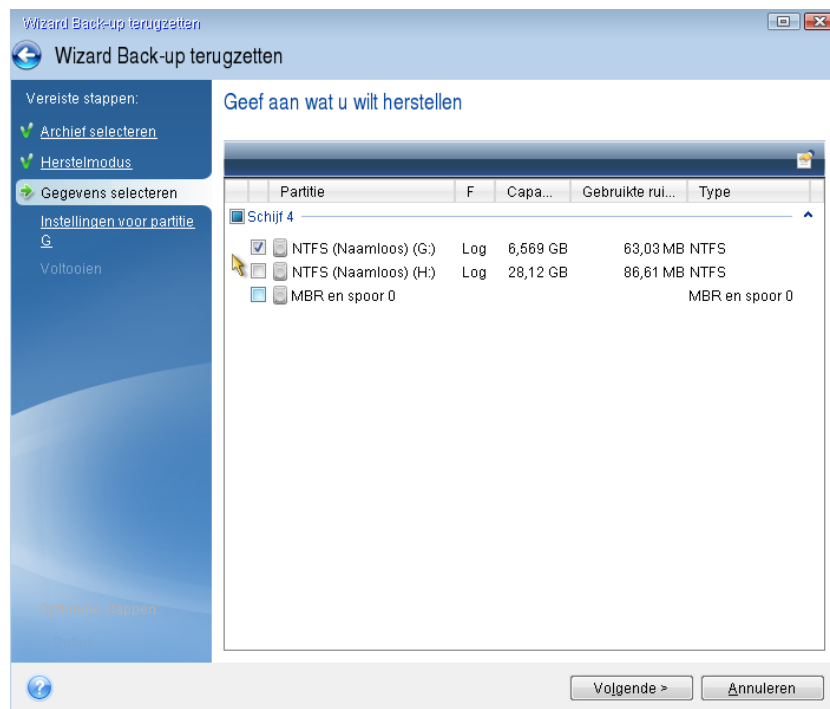 Wizard Back-up terugzetten
Wizard Back-up terugzetten
Vereiste stappen:
Archief selecteren
Herstelmodus
Gegevens selecteren
Instellingen voor partitie
G
Voltooien
Geef aan wat u wilt herstellen
Partitie F Capa... Gebruikte rui... Type
Schijf 4
NTFS (Naamloos) (G:) Log 6,569 GB 63,03 MB NTFS
NTFS (Naamloos) (H:) Log 28,12 GB 86,61 MB NTFS
MBR en spoor 0 MBR en spoor 0
stappen:
Volgende > Annuleren